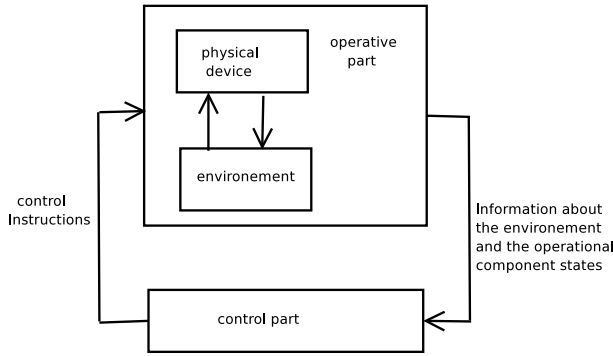 physical
device
operative
part
environement
control
Instructions
Information about
the environement
and the operational
component states
control part